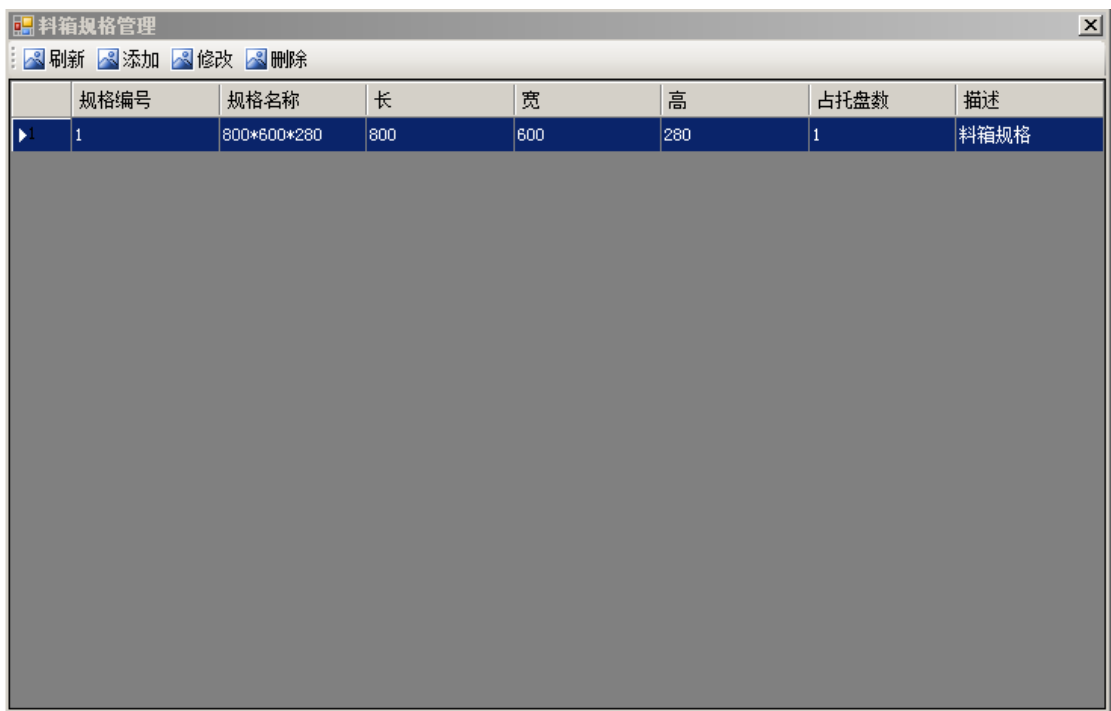 料箱规格管理
刷新 添加 修改 删除
规格编号 规格名称 长 宽 高 占托盘数 描述
1 1 800*600*280 800 600 280 1 料箱规格